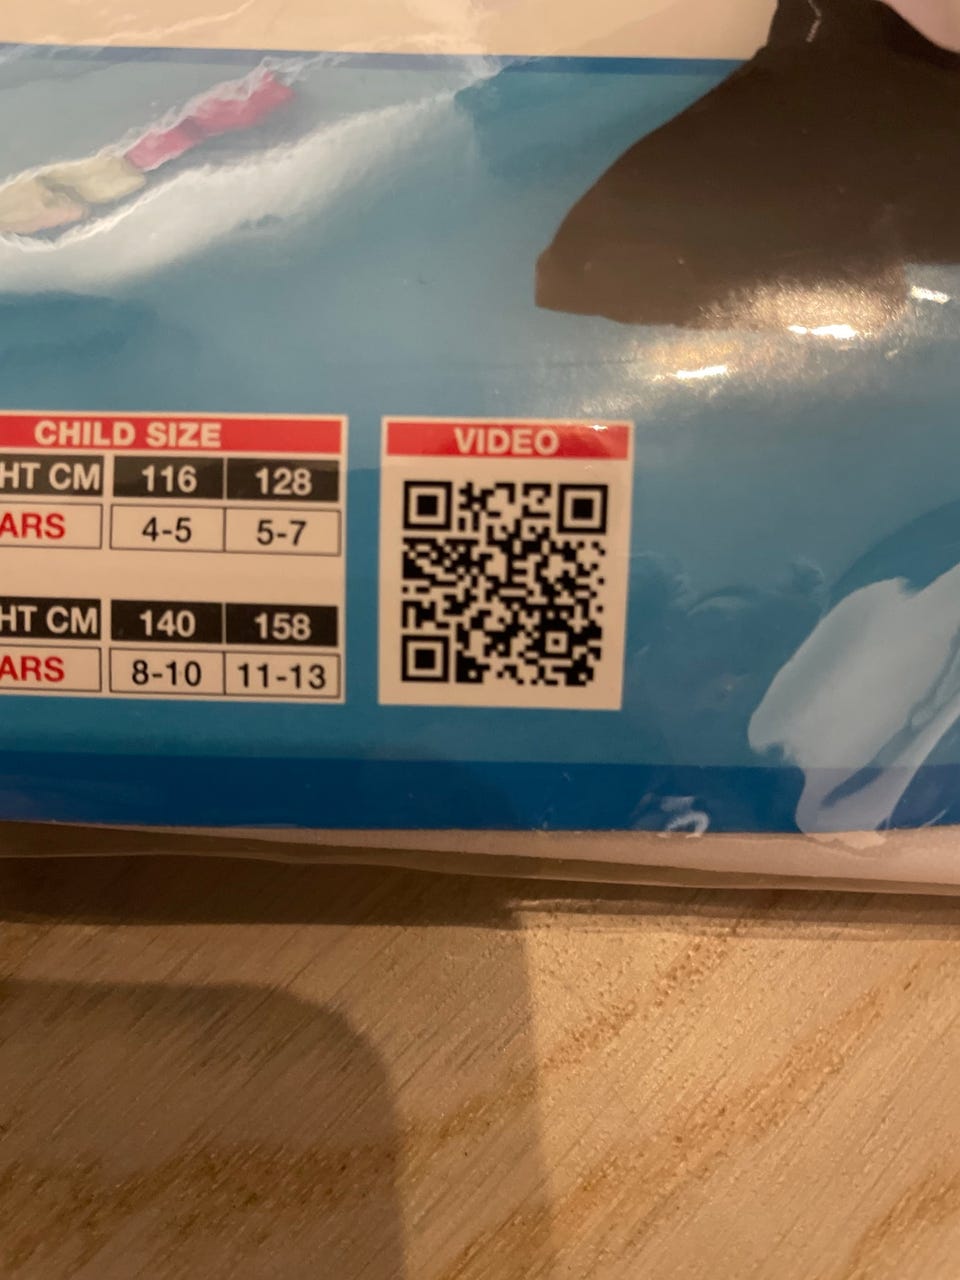 CHILD SIZE
HT CM 116 128
ARS 4-5 5-7
HT CM 140 158
ARS 8-10 11-13
VIDEO